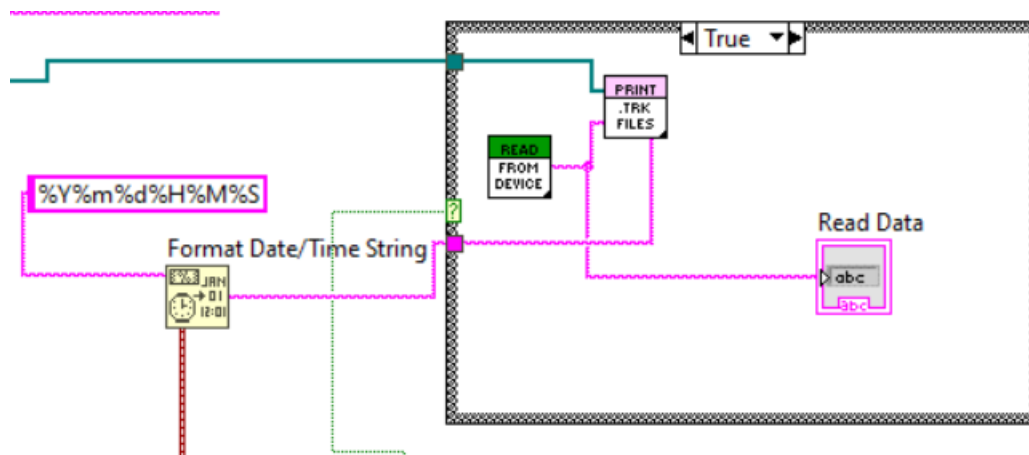 True
PRINT
.TRK
FILES
READ
FROM
DEVICE
%Y%m%d%H%M%S
?
Read Data
Format Date/Time String
abc
abc
JAN
01
12:01